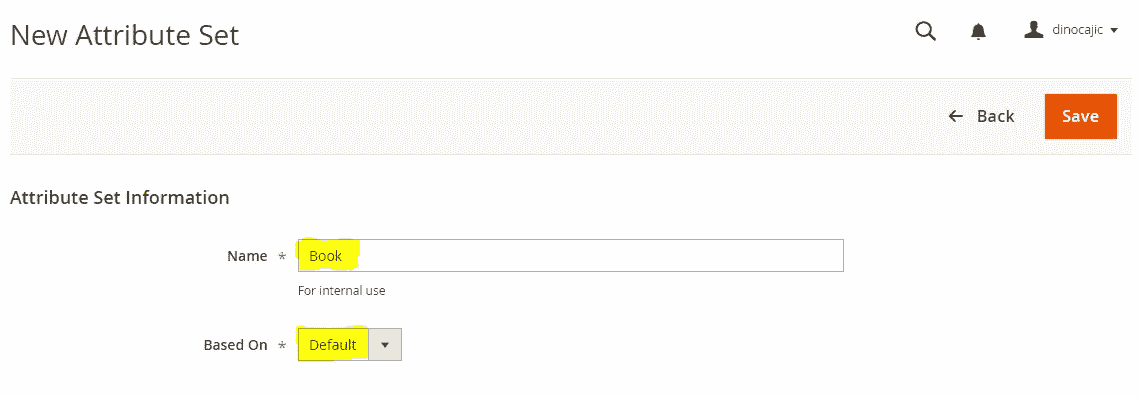 New Attribute Set
dinocajic
Back
Save
Attribute Set Information
Name *
Book
For internal use
Based On *
Default